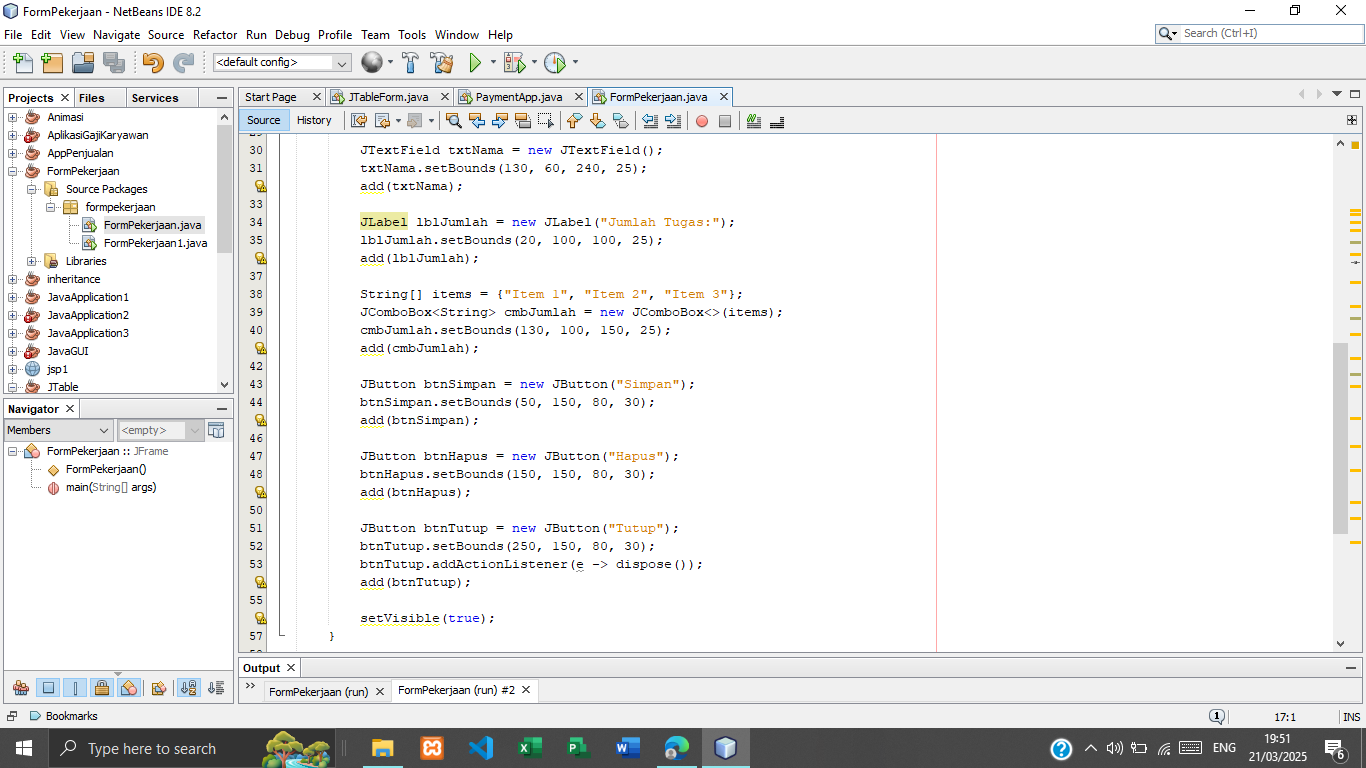 FormPekerjaan - NetBeans IDE 8.2
File Edit View Navigate Source Refactor Run Debug Profile Team Tools Window Help
Search (Ctrl+I)
<default config>
Projects Files Services
Start Page JTableForm.java PaymentApp.java FormPekerjaan.java
Source History
Animasi
AplikasiGajiKaryawan
AppPenjualan
FormPekerjaan
Source Packages
formpekerjaan
FormPekerjaan.java
FormPekerjaan1.java
Libraries
inheritance
JavaApplication1
JavaApplication2
JavaApplication3
JavaGUI
jsp1
JTable
Navigator
Members <empty>
FormPekerjaan :: JFrame
FormPekerjaan()
main(String[] args)
30 JTextField txtNama = new JTextField();
31 txtNama.setBounds(130, 60, 240, 25);
add(txtNama);
33
34 JLabel lblJumlah = new JLabel("Jumlah Tugas:");
35 lblJumlah.setBounds(20, 100, 100, 25);
add(lblJumlah);
37
38 String[] items = {"Item 1", "Item 2", "Item 3"};
39 JComboBox<String> cmbJumlah = new JComboBox<>(items);
40 cmbJumlah.setBounds(130, 100, 150, 25);
add(cmbJumlah);
42
43 JButton btnSimpan = new JButton("Simpan");
44 btnSimpan.setBounds(50, 150, 80, 30);
add(btnSimpan);
46
47 JButton btnHapus = new JButton("Hapus");
48 btnHapus.setBounds(150, 150, 80, 30);
add(btnHapus);
50
51 JButton btnTutup = new JButton("Tutup");
52 btnTutup.setBounds(250, 150, 80, 30);
53 btnTutup.addActionListener(e -> dispose());
add(btnTutup);
55
setVisible(true);
57 }
Output
FormPekerjaan (run) FormPekerjaan (run) #2
Bookmarks
1 17:1 INS
Type here to search
ENG
19:51
21/03/2025
6